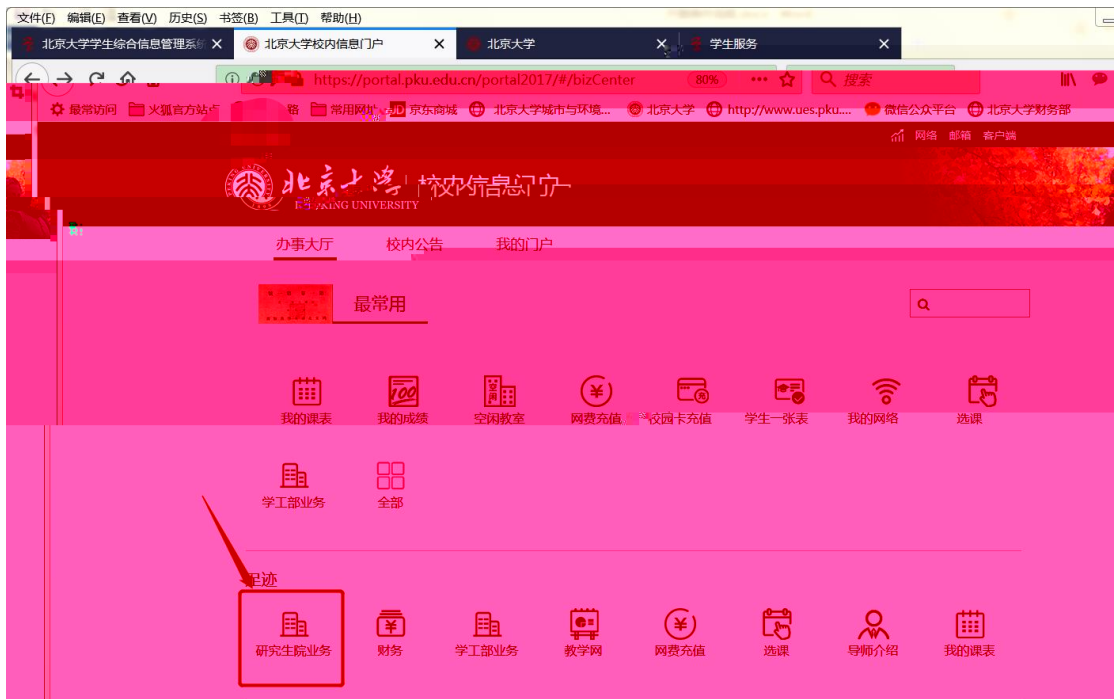 文件(F) 编辑(E) 查看(V) 历史(S) 书签(B) 工具(T) 帮助(H)
北京大学学生综合信息管理系统 北京大学校内信息门户 北京大学 学生服务
https://portal.pku.edu.cn/portal2017/#/bizCenter 80% 搜索
最常访问 火狐官方站点 常用网址 JD 京东商城 北京大学城市与环境... 北京大学 http://www.ues.pku.... 微信公众平台 北京大学财务部
网络 邮箱 客户端
北京大学 校内信息门户
PEKING UNIVERSITY
办事大厅 校内公告 我的门户
最常用
我的课表 我的成绩 空闲教室 网费充值 校园卡充值 学生一张表 我的网络 选课
学工部业务 全部
足迹
研究生院业务 财务 学工部业务 教学网 网费充值 选课 导师介绍 我的课表